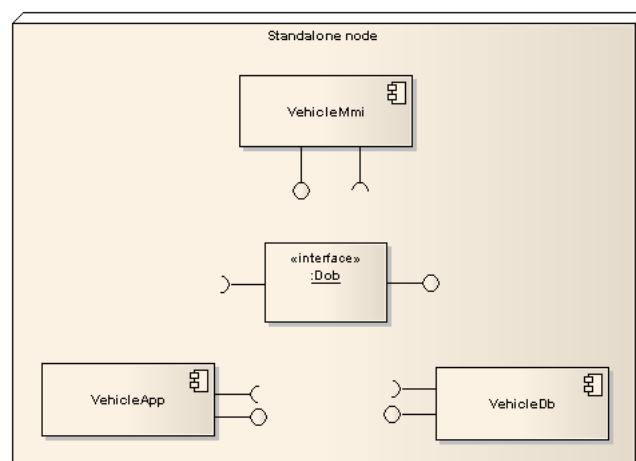 Standalone node
VehicleMmi
«interface»
:Dob
VehicleApp
VehicleDb